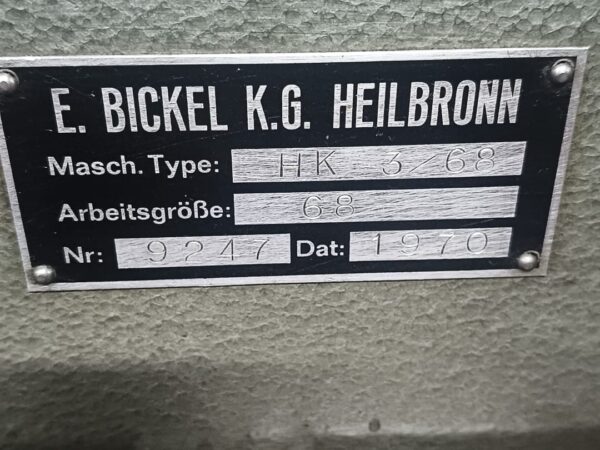 E. BICKEL K.G. HEILBRONN
Masch. Type: HK 3/68
Arbeitsgröße: 68
Nr: 9247 Dat: 1970